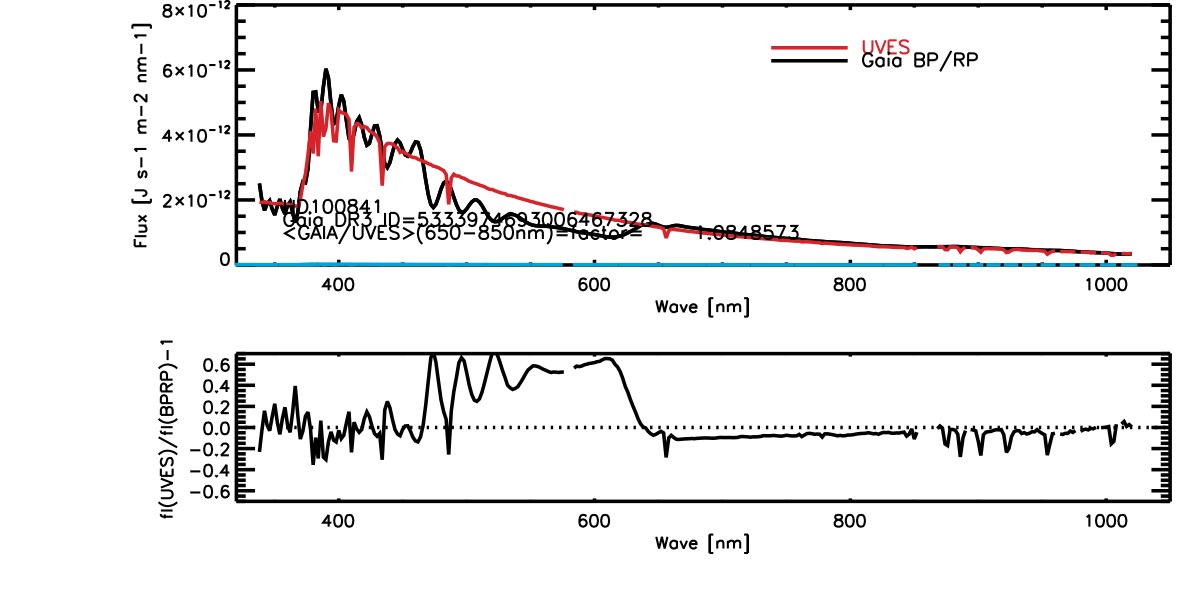 8×10−12
6×10−12
4×10−12
2×10−12
0
Flux [J s−1 m−2 nm−1]
UVES
Gaia BP/RP
HD100841
Gaia DR3 ID=5333974693006467328
<GAIA/UVES>(650−850nm)=factor= 1.0848573
400 600 800 1000
Wave [nm]
0.6
0.4
0.2
0.0
−0.2
−0.4
−0.6
fl(UVES)/fl(BPRP)−1
400 600 800 1000
Wave [nm]